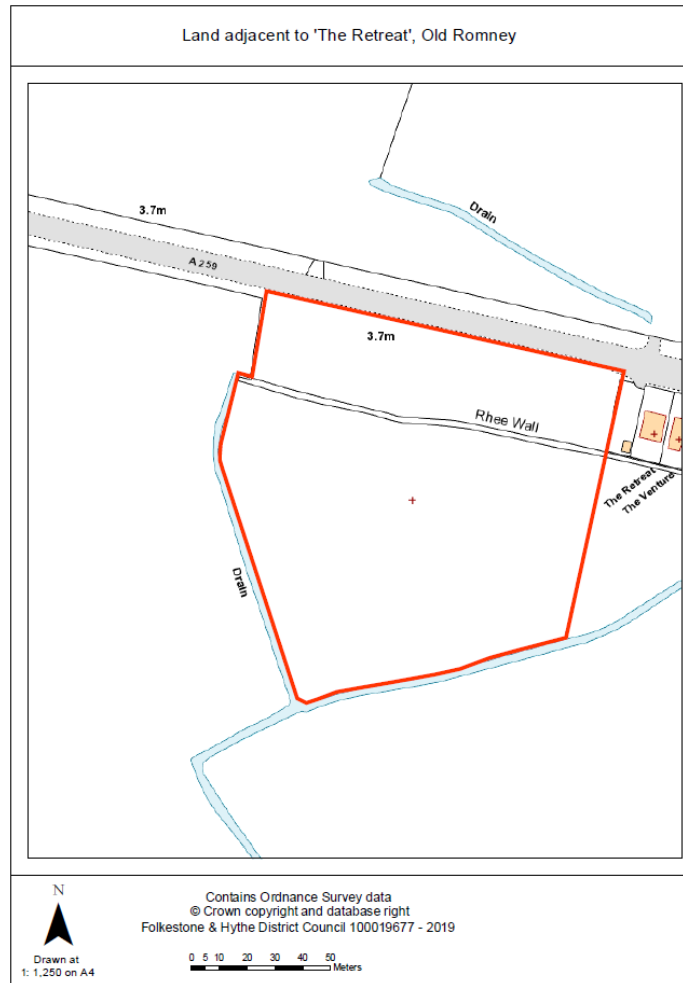 Land adjacent to 'The Retreat', Old Romney
3.7m
Drain
A 259
3.7m
Rhee Wall
The Retreat
The Venture
Drain
N
Drawn at
1: 1,250 on A4
Contains Ordnance Survey data
© Crown copyright and database right
Folkestone & Hythe District Council 100019677 - 2019
0 5 10 20 30 40 50
Meters